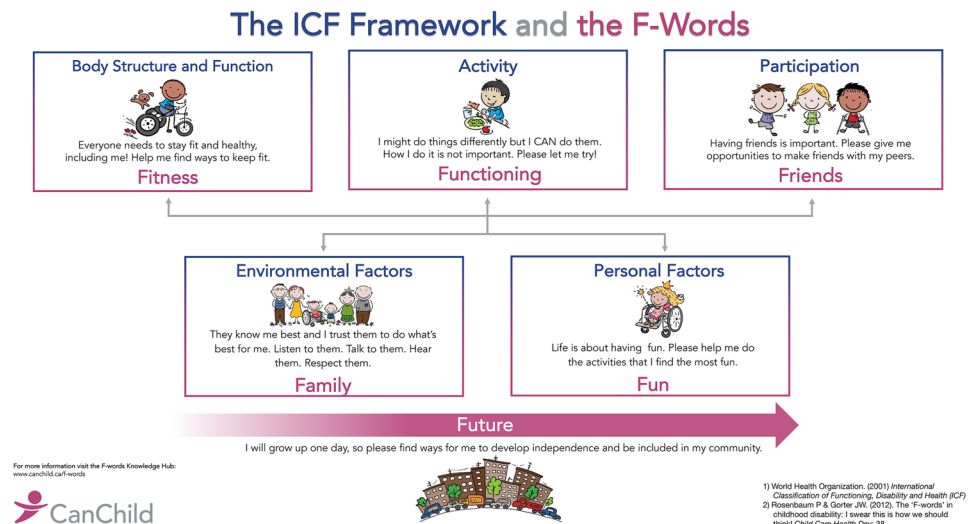 The ICF Framework and the F-Words
Body Structure and Function
Everyone needs to stay fit and healthy,
including me! Help me find ways to keep fit.
Fitness
Activity
I might do things differently but I CAN do them.
How I do it is not important. Please let me try!
Functioning
Participation
Having friends is important. Please give me
opportunities to make friends with my peers.
Friends
Environmental Factors
They know me best and I trust them to do what's
best for me. Listen to them. Talk to them. Hear
them. Respect them.
Family
Personal Factors
Life is about having fun. Please help me do
the activities that I find the most fun.
Fun
Future
I will grow up one day, so please find ways for me to develop independence and be included in my community.
For more information visit the F-words Knowledge Hub:
www.canchild.ca/f-words
CanChild
1) World Health Organization. (2001) International
Classification of Functioning, Disability and Health (ICF)
2) Rosenbaum P & Gorter JW. (2012). The 'F-words' in
childhood disability: I swear this is how we should
think! Child Care Health Dev; 38